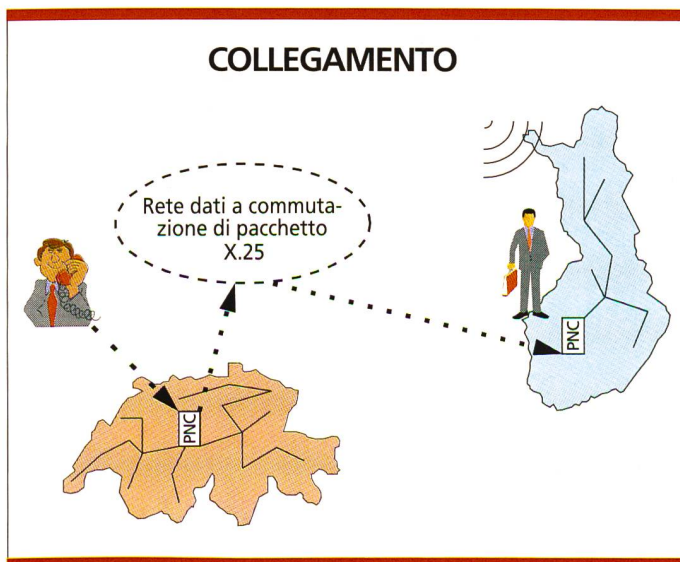 COLLEGAMENTO
Rete dati a commuta-
zione di pacchetto
X.25
PNC
PNC